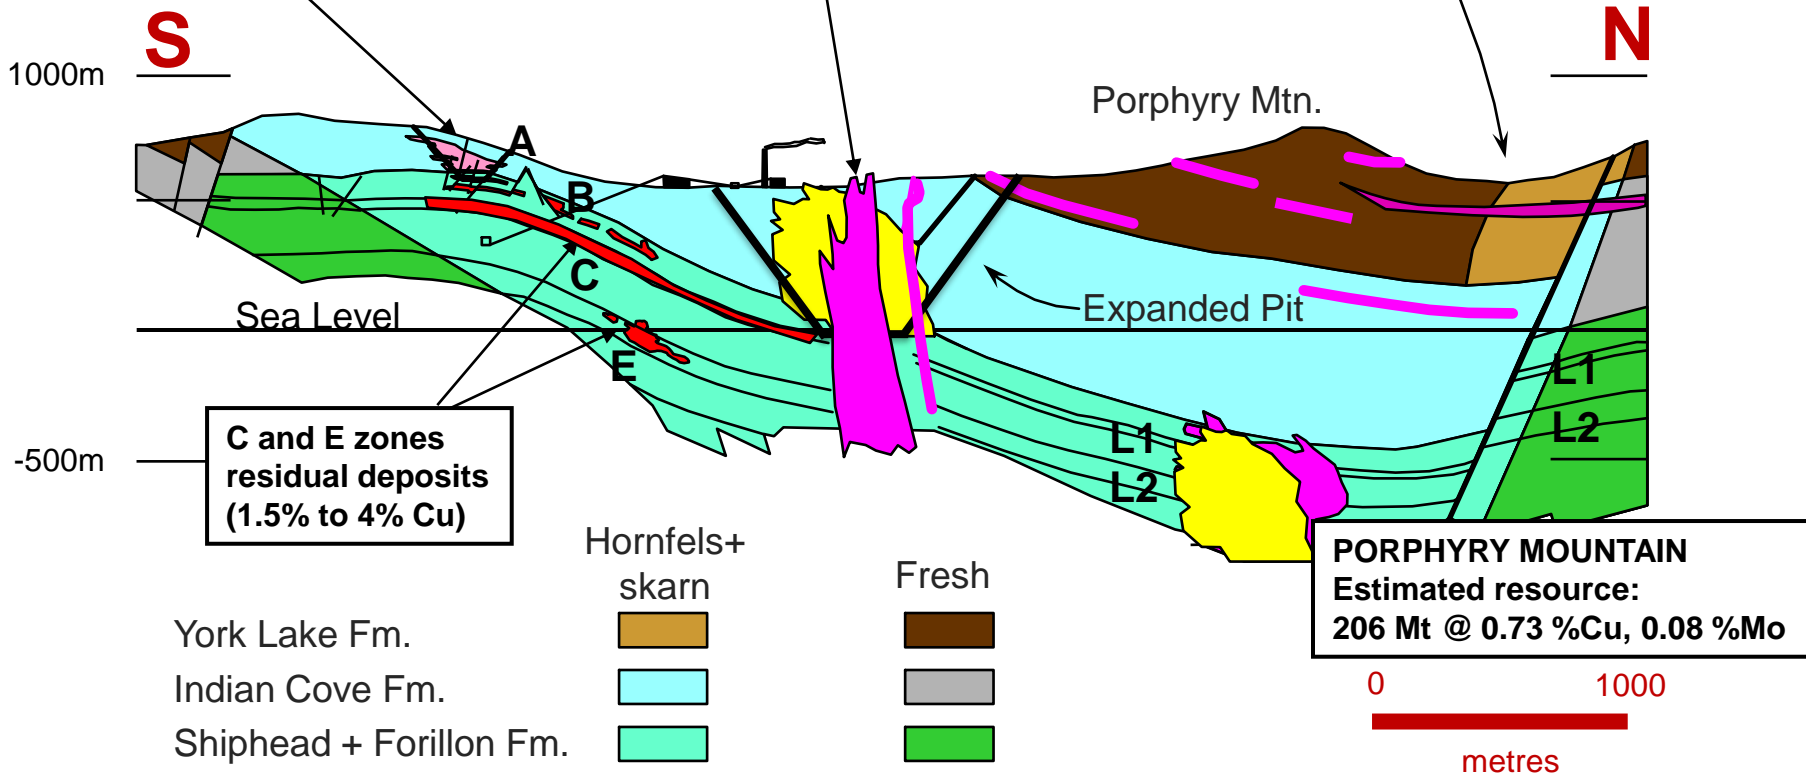 S
N
1000m
Porphyry Mtn.
A
B
C
Expanded Pit
Sea Level
E
L1
L2
L1
L2
C and E zones
residual deposits
(1.5% to 4% Cu)
-500m
PORPHYRY MOUNTAIN
Estimated resource:
206 Mt @ 0.73 %Cu, 0.08 %Mo
Hornfels+
skarn
Fresh
York Lake Fm.
Indian Cove Fm.
Shiphead + Forillon Fm.
0
1000
metres